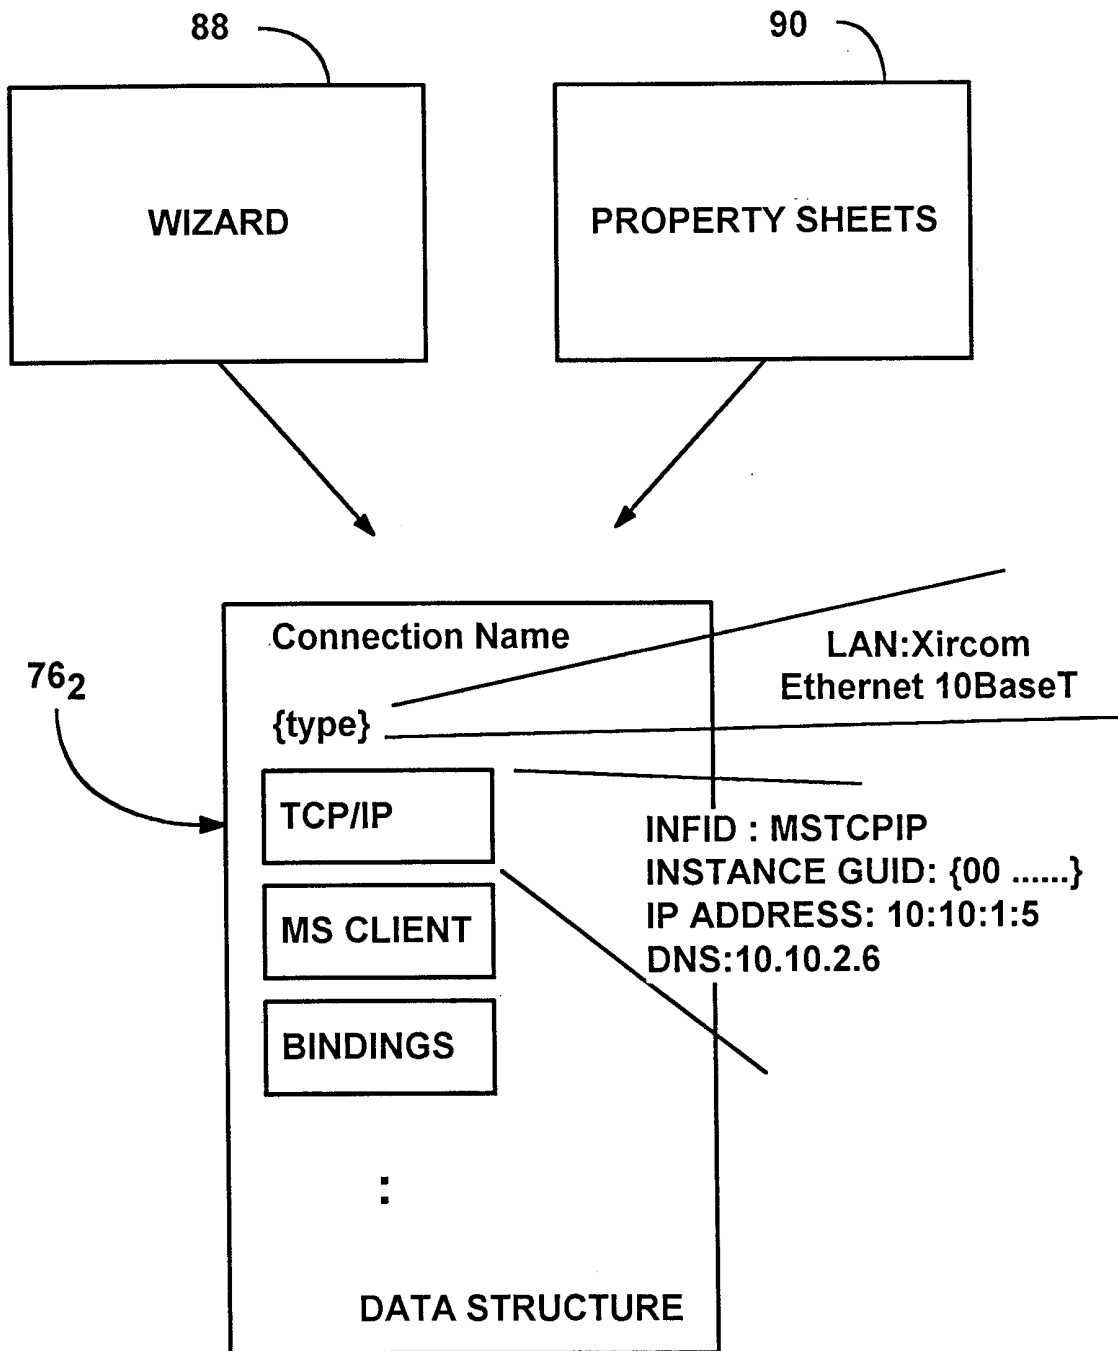 88
90
WIZARD
PROPERTY SHEETS
Connection Name
LAN:Xircom
Ethernet 10BaseT
76₂
{type}
TCP/IP
INFID : MSTCPIP
INSTANCE GUID: {00 ......}
IP ADDRESS: 10:10:1:5
DNS:10.10.2.6
MS CLIENT
BINDINGS
:
DATA STRUCTURE